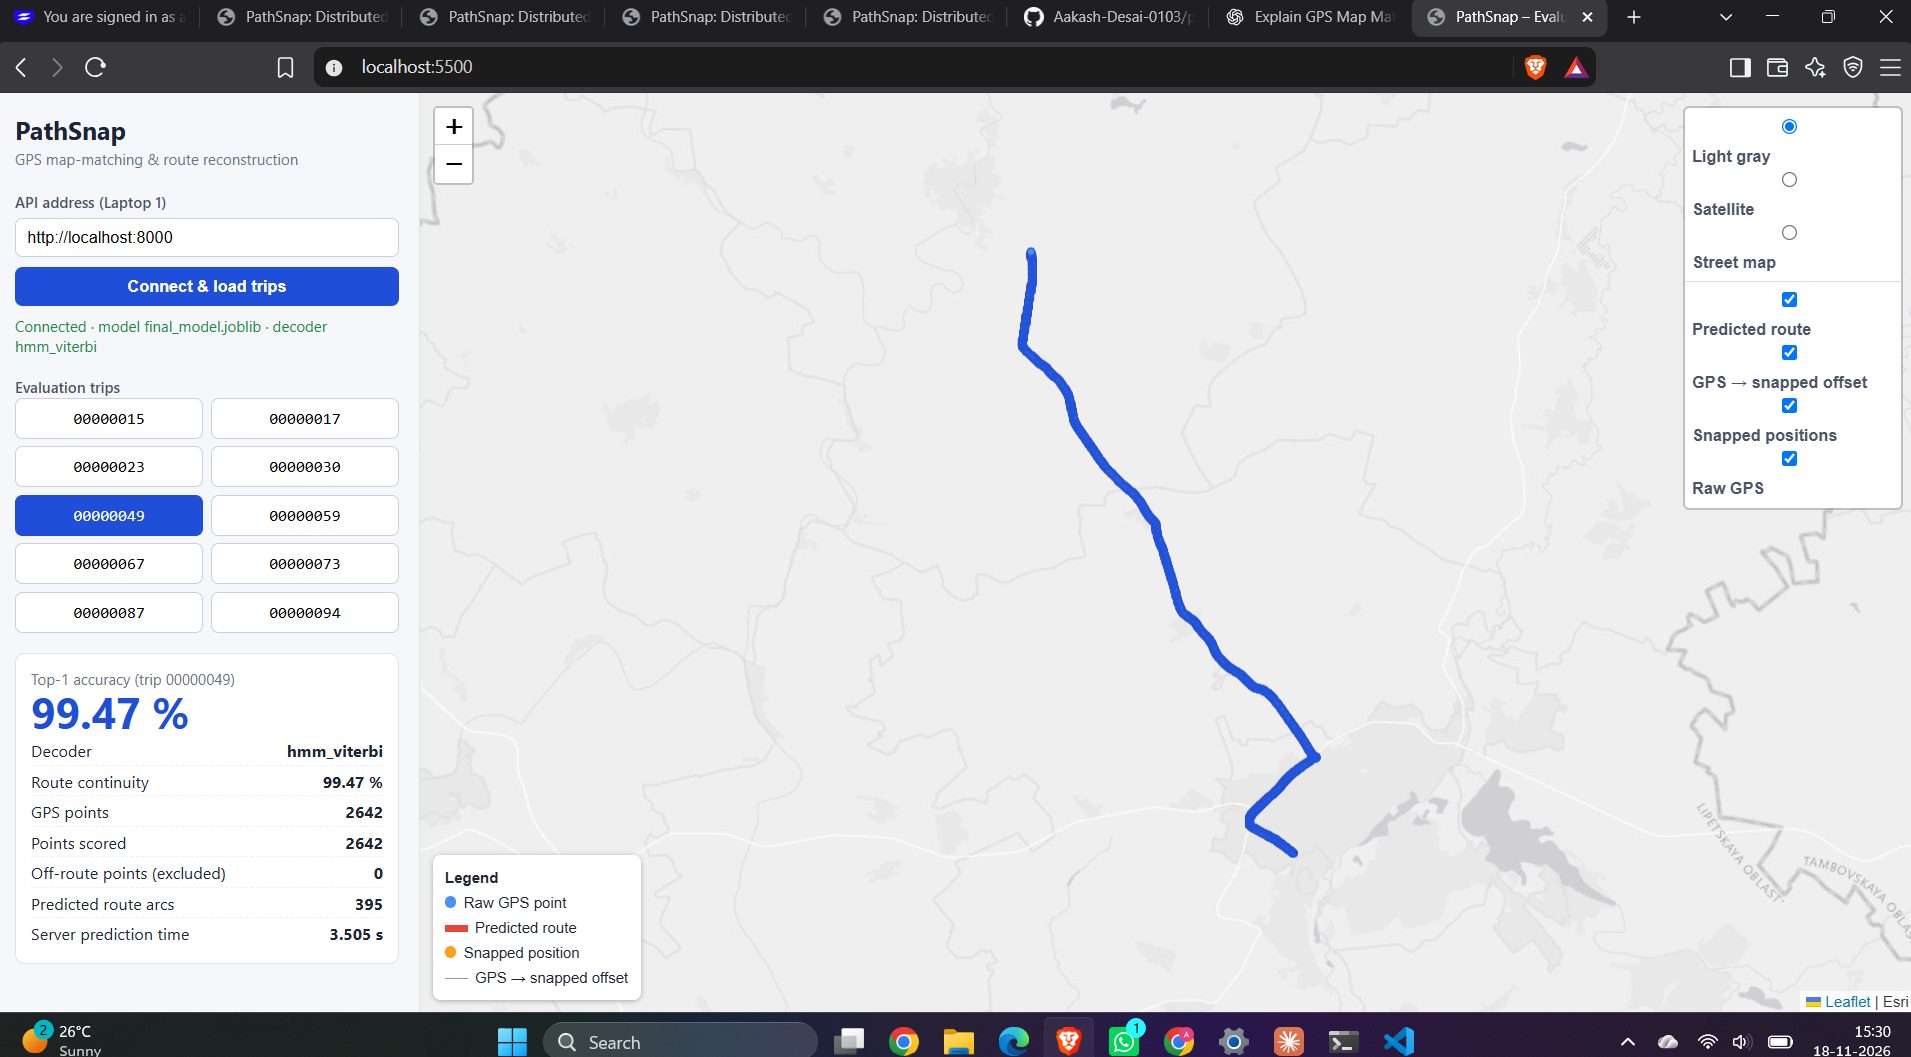 You are signed in as a
PathSnap: Distributed
PathSnap: Distributed
PathSnap: Distributed
PathSnap: Distributed
Aakash-Desai-0103/p
Explain GPS Map Ma
PathSnap – Evalu
localhost:5500
PathSnap
GPS map-matching & route reconstruction
API address (Laptop 1)
http://localhost:8000
Connect & load trips
Connected · model final_model.joblib · decoder
hmm_viterbi
Evaluation trips
00000015
00000017
00000023
00000030
00000049
00000059
00000067
00000073
00000087
00000094
Top-1 accuracy (trip 00000049)
99.47 %
Decoder hmm_viterbi
Route continuity 99.47 %
GPS points 2642
Points scored 2642
Off-route points (excluded) 0
Predicted route arcs 395
Server prediction time 3.505 s
+
−
Light gray
Satellite
Street map
Predicted route
GPS → snapped offset
Snapped positions
Raw GPS
LIPETSKAYA OBLAST'
TAMBOVSKAYA OBLAS
Legend
Raw GPS point
Predicted route
Snapped position
GPS → snapped offset
Leaflet | Esri
2
26°C
Sunny
Search
1
A
15:30
18-11-2026